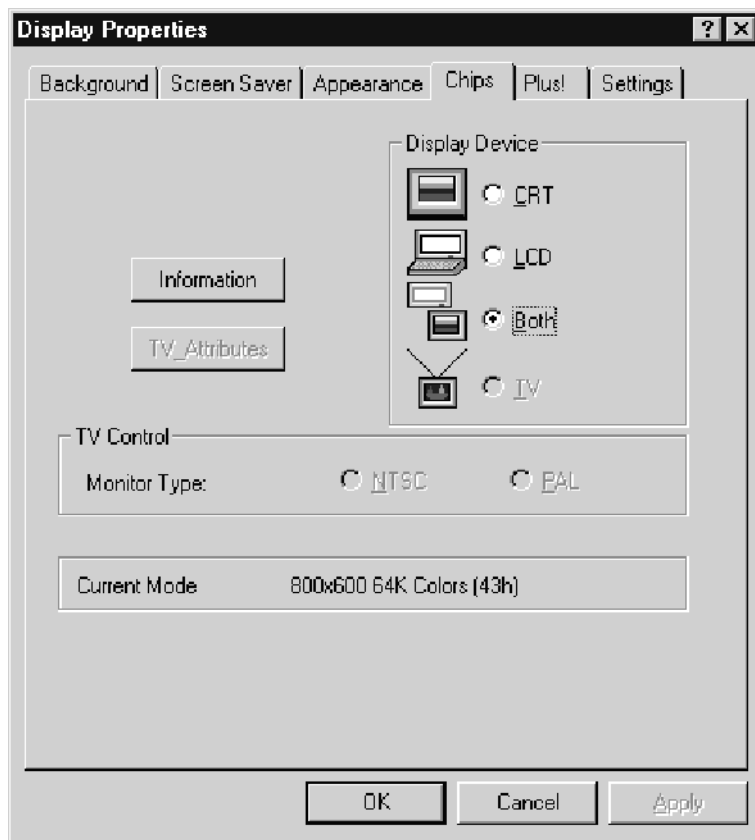 Display Properties
Background Screen Saver Appearance Chips Plus! Settings
Display Device
CRT
LCD
Information
Both
TV_Attributes
TV
TV Control
Monitor Type: NTSC PAL
Current Mode 800x600 64K Colors (43h)
OK Cancel Apply